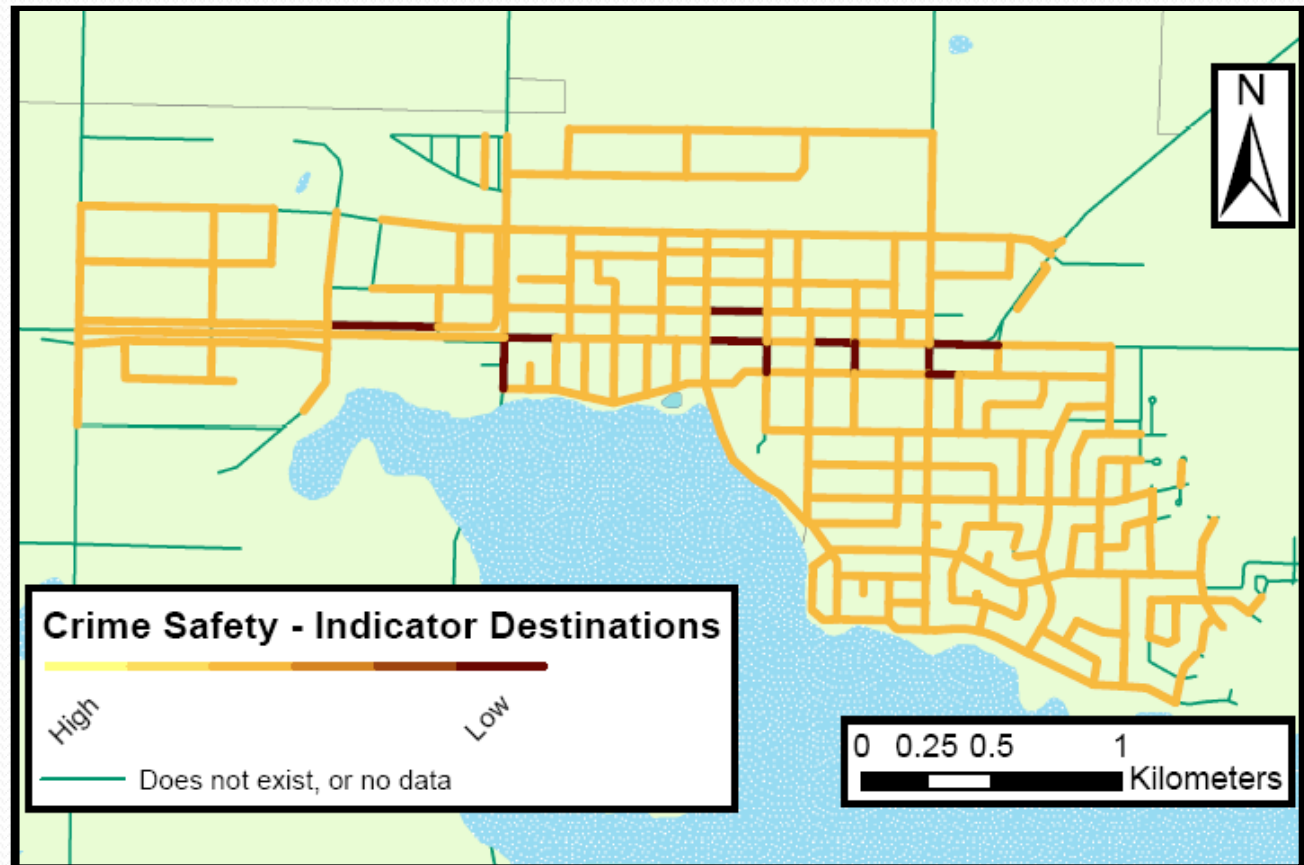 N
Crime Safety - Indicator Destinations
High
Low
Does not exist, or no data
0 0.25 0.5 1
Kilometers